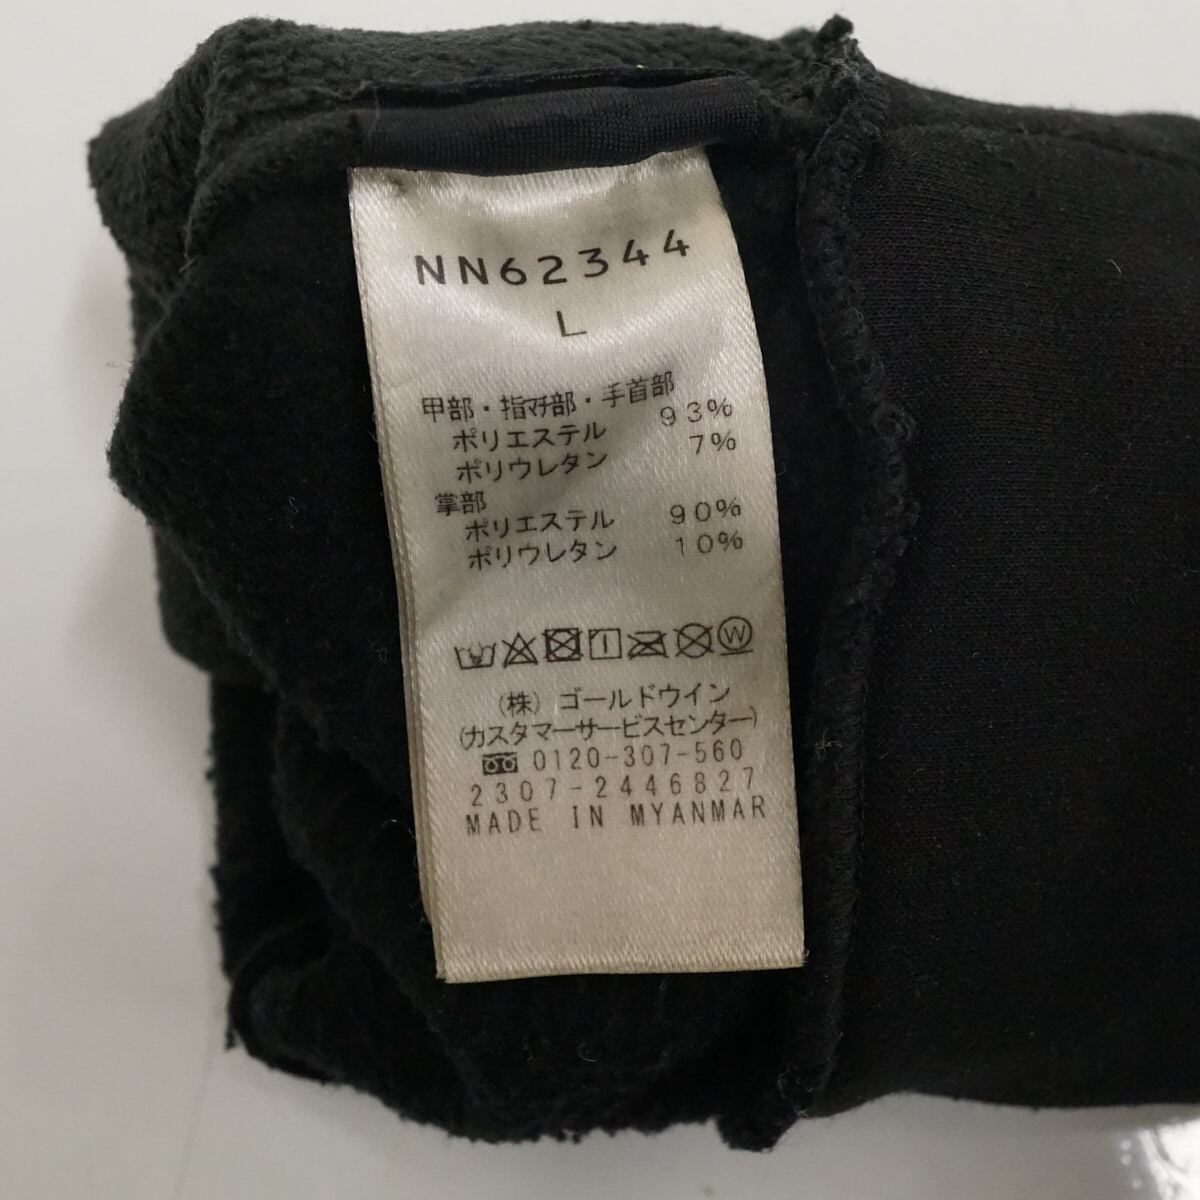 NN62344
L
甲部・指マチ部・手首部
ポリエステル 93%
ポリウレタン 7%
掌部
ポリエステル 90%
ポリウレタン 10%
W
(株) ゴールドウイン
(カスタマーサービスセンター)
0120-307-560
2307-2446827
MADE IN MYANMAR